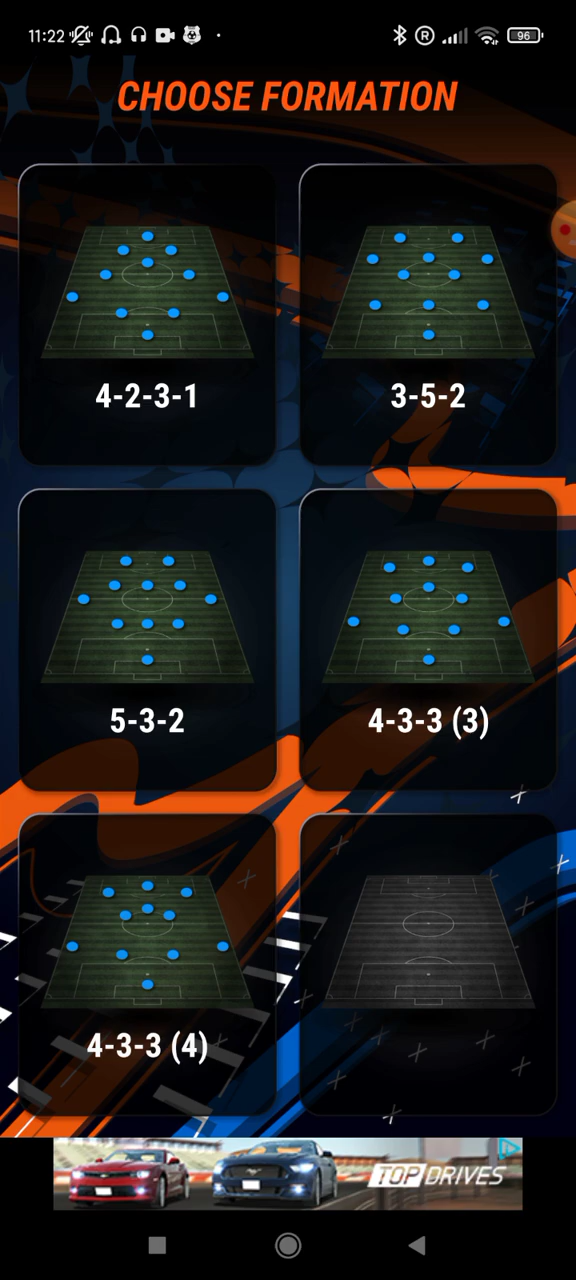 11:22
R
96
CHOOSE FORMATION
4-2-3-1
3-5-2
5-3-2
4-3-3 (3)
4-3-3 (4)
TOP DRIVES